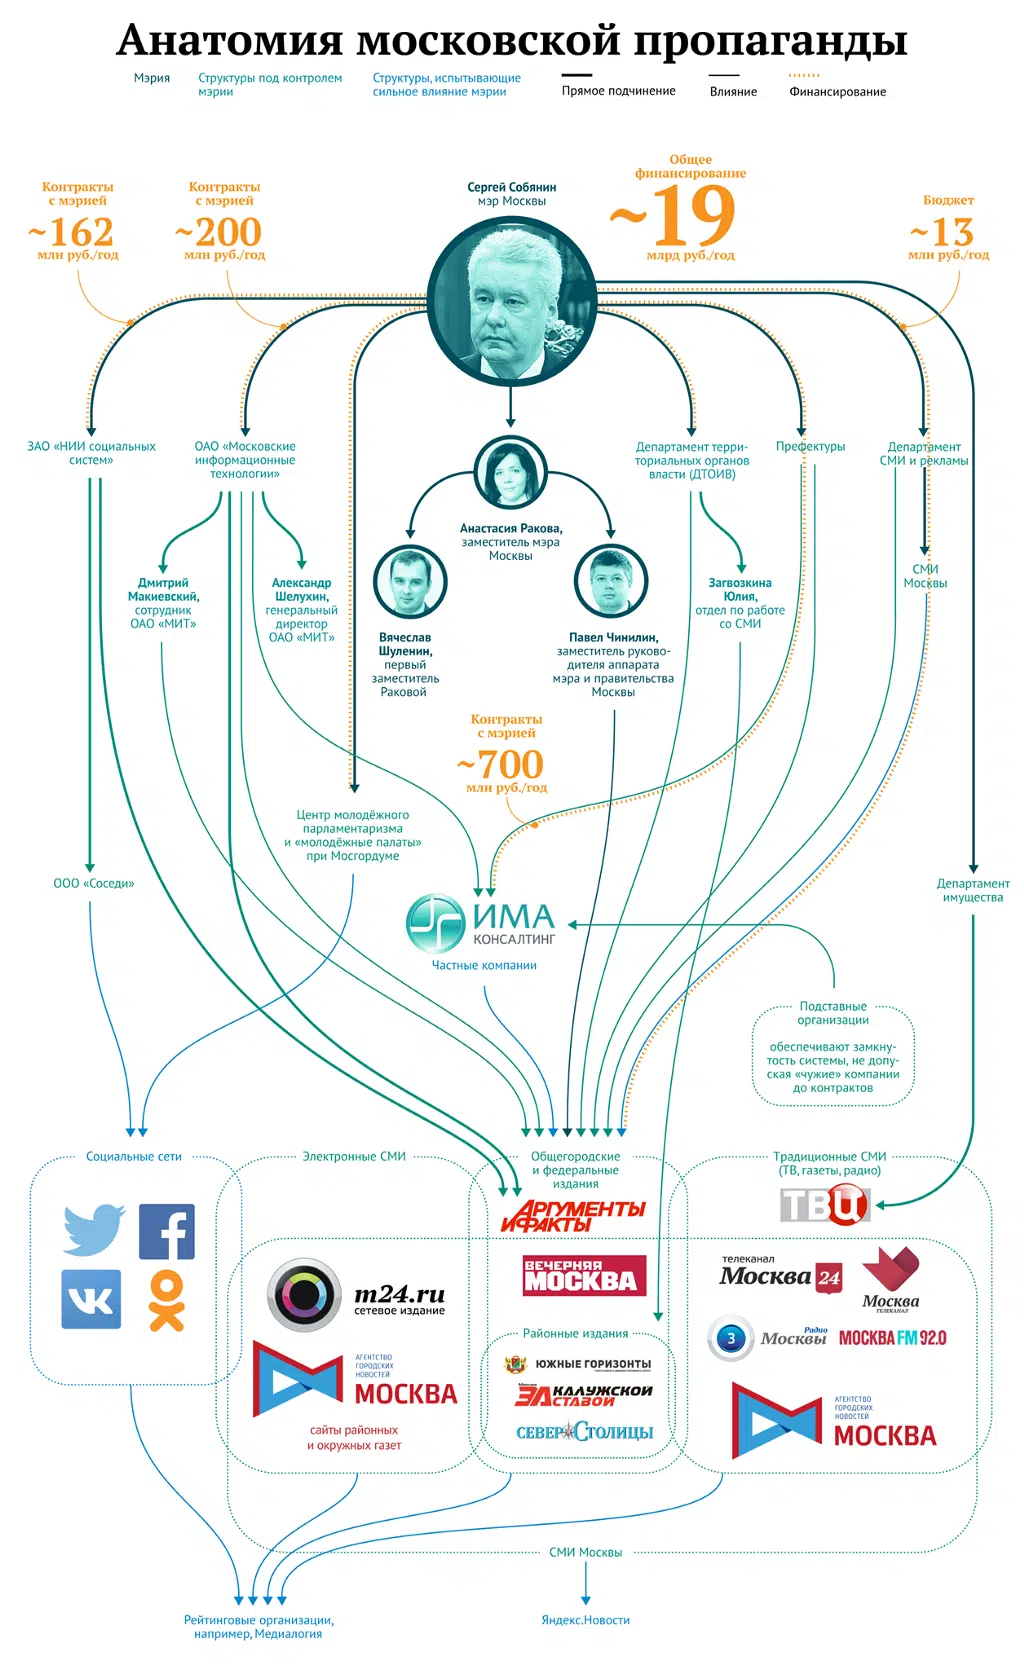 Анатомия московской пропаганды
Мэрия
Структуры под контролем
мэрии
Структуры, испытывающие
сильное влияние мэрии
Прямое подчинение
Влияние
Финансирование
Контракты
с мэрией
~162
млн руб./год
Контракты
с мэрией
~200
млн руб./год
Сергей Собянин
мэр Москвы
Общее
финансирование
~19
млрд руб./год
Бюджет
~13
млн руб./год
ЗАО «НИИ социальных
систем»
ОАО «Московские
информационные
технологии»
Департамент терри-
ториальных органов
власти (ДТОИВ)
Префектуры
Департамент
СМИ и рекламы
Анастасия Ракова,
заместитель мэра
Москвы
СМИ
Москвы
Дмитрий
Макиевский,
сотрудник
ОАО «МИТ»
Александр
Шелухин,
генеральный
директор
ОАО «МИТ»
Загвозкина
Юлия,
отдел по работе
со СМИ
Вячеслав
Шуленин,
первый
заместитель
Раковой
Павел Чинилин,
заместитель руково-
дителя аппарата
мэра и правительства
Москвы
Контракты
с мэрией
~700
млн руб./год
Центр молодёжного
парламентаризма
и «молодёжные палаты»
при Мосгордуме
ООО «Соседи»
Департамент
имущества
ИМА
КОНСАЛТИНГ
Частные компании
Подставные
организации
обеспечивают замкну-
тость системы, не допу-
ская «чужие» компании
до контрактов
Социальные сети
Электронные СМИ
Общегородские
и федеральные
издания
Традиционные СМИ
(ТВ, газеты, радио)
АРГУМЕНТЫ
И ФАКТЫ
ТВЦ
ВЕЧЕРНЯЯ
МОСКВА
телеканал
Москва 24
Москва
ТЕЛЕКАНАЛ
m24.ru
сетевое издание
3
Радио
Москвы
МОСКВА FM 92.0
Районные издания
ЮЖНЫЕ ГОРИЗОНТЫ
ЗА КАЛУЖСКОЙ
ЗАСТАВОЙ
СЕВЕР СТОЛИЦЫ
АГЕНТСТВО
ГОРОДСКИХ
НОВОСТЕЙ
МОСКВА
сайты районных
и окружных газет
АГЕНТСТВО
ГОРОДСКИХ
НОВОСТЕЙ
МОСКВА
СМИ Москвы
Рейтинговые организации,
например, Медиалогия
Яндекс.Новости